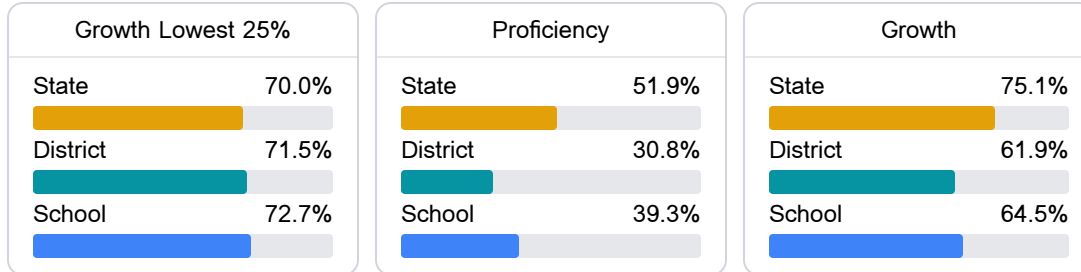 Growth Lowest 25%
State 70.0%
District 71.5%
School 72.7%
Proficiency
State 51.9%
District 30.8%
School 39.3%
Growth
State 75.1%
District 61.9%
School 64.5%